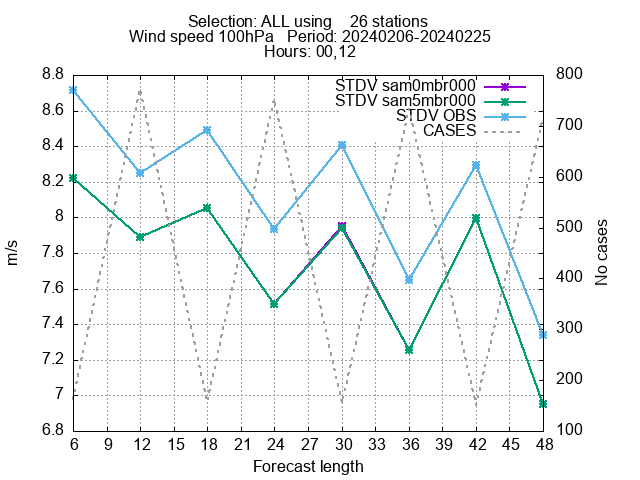 Selection: ALL using 26 stations
Wind speed 100hPa Period: 20240206-20240225
Hours: 00,12
STDV sam0mbr000
STDV sam5mbr000
STDV OBS
CASES
8.8
8.6
8.4
8.2
8
7.8
7.6
7.4
7.2
7
6.8
m/s
800
700
600
500
400
300
200
100
No cases
6 9 12 15 18 21 24 27 30 33 36 39 42 45 48
Forecast length